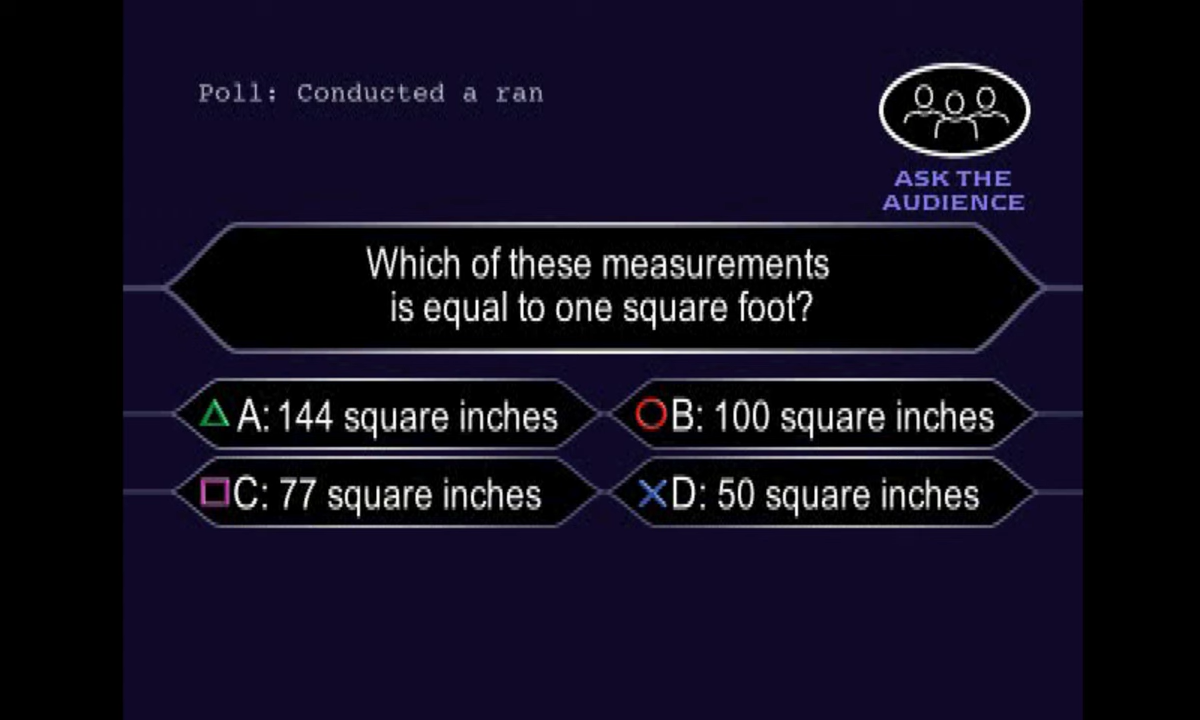 Poll: Conducted a ran
ASK THE
AUDIENCE
Which of these measurements
is equal to one square foot?
A: 144 square inches
B: 100 square inches
C: 77 square inches
D: 50 square inches